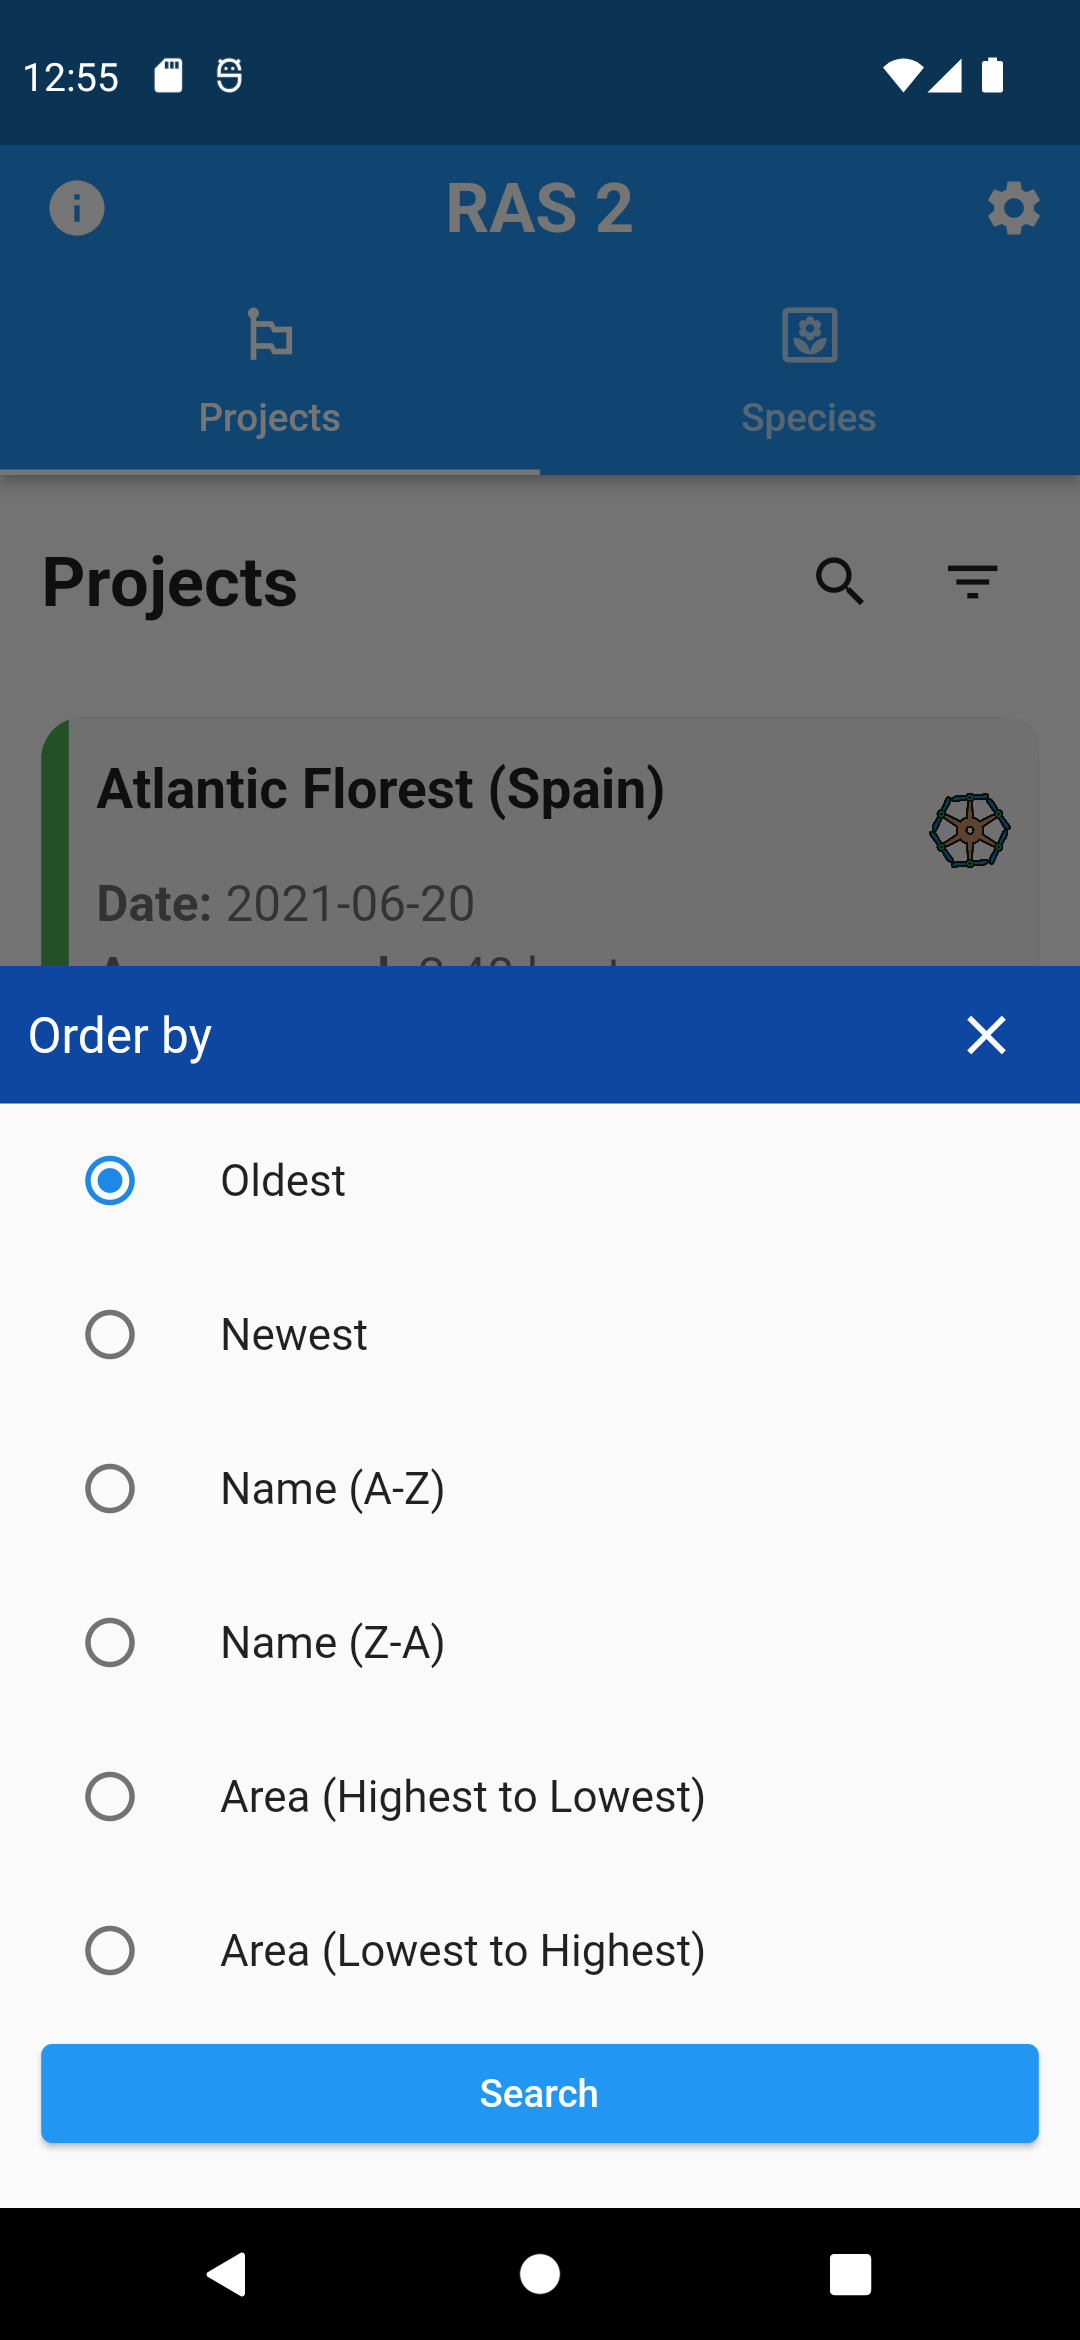 12:55
RAS 2
Projects
Species
Projects
Atlantic Florest (Spain)
Date: 2021-06-20
Order by
Oldest
Newest
Name (A-Z)
Name (Z-A)
Area (Highest to Lowest)
Area (Lowest to Highest)
Search